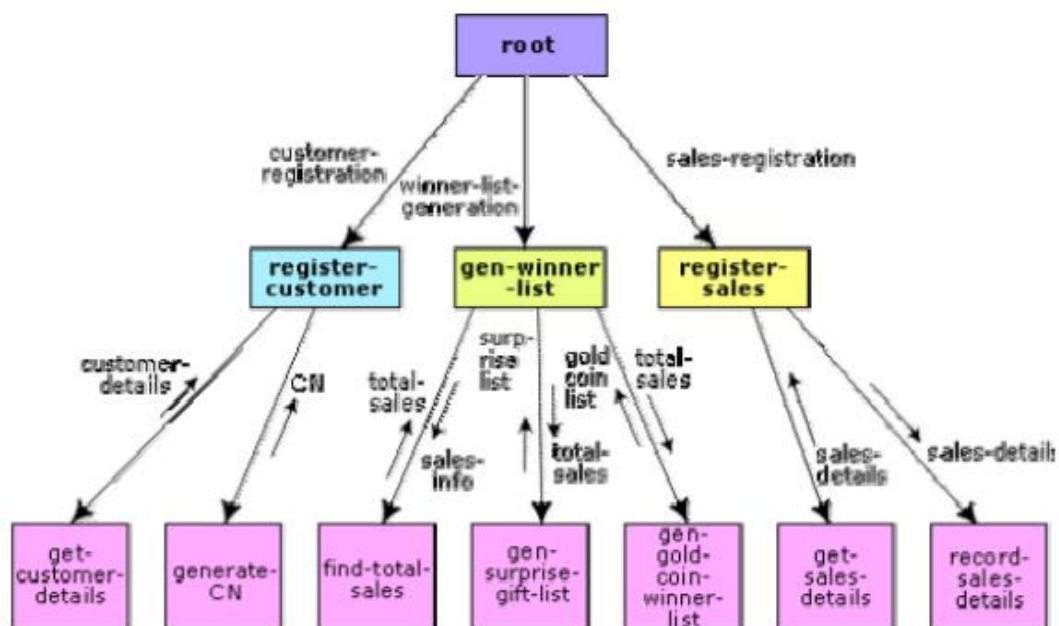 root
customer-
registration
winner-list-
generation
sales-registration
register-
customer
gen-winner
-list
register-
sales
customer-
details
CN
total-
sales
sales-
info
surp-
rise
list
total-
sales
gold
coin
list
total-
sales
sales-
details
sales-details
get-
customer-
details
generate-
CN
find-total-
sales
gen-
surprise-
gift-list
gen-
gold-
coin-
winner-
list
get-
sales-
details
record-
sales-
details